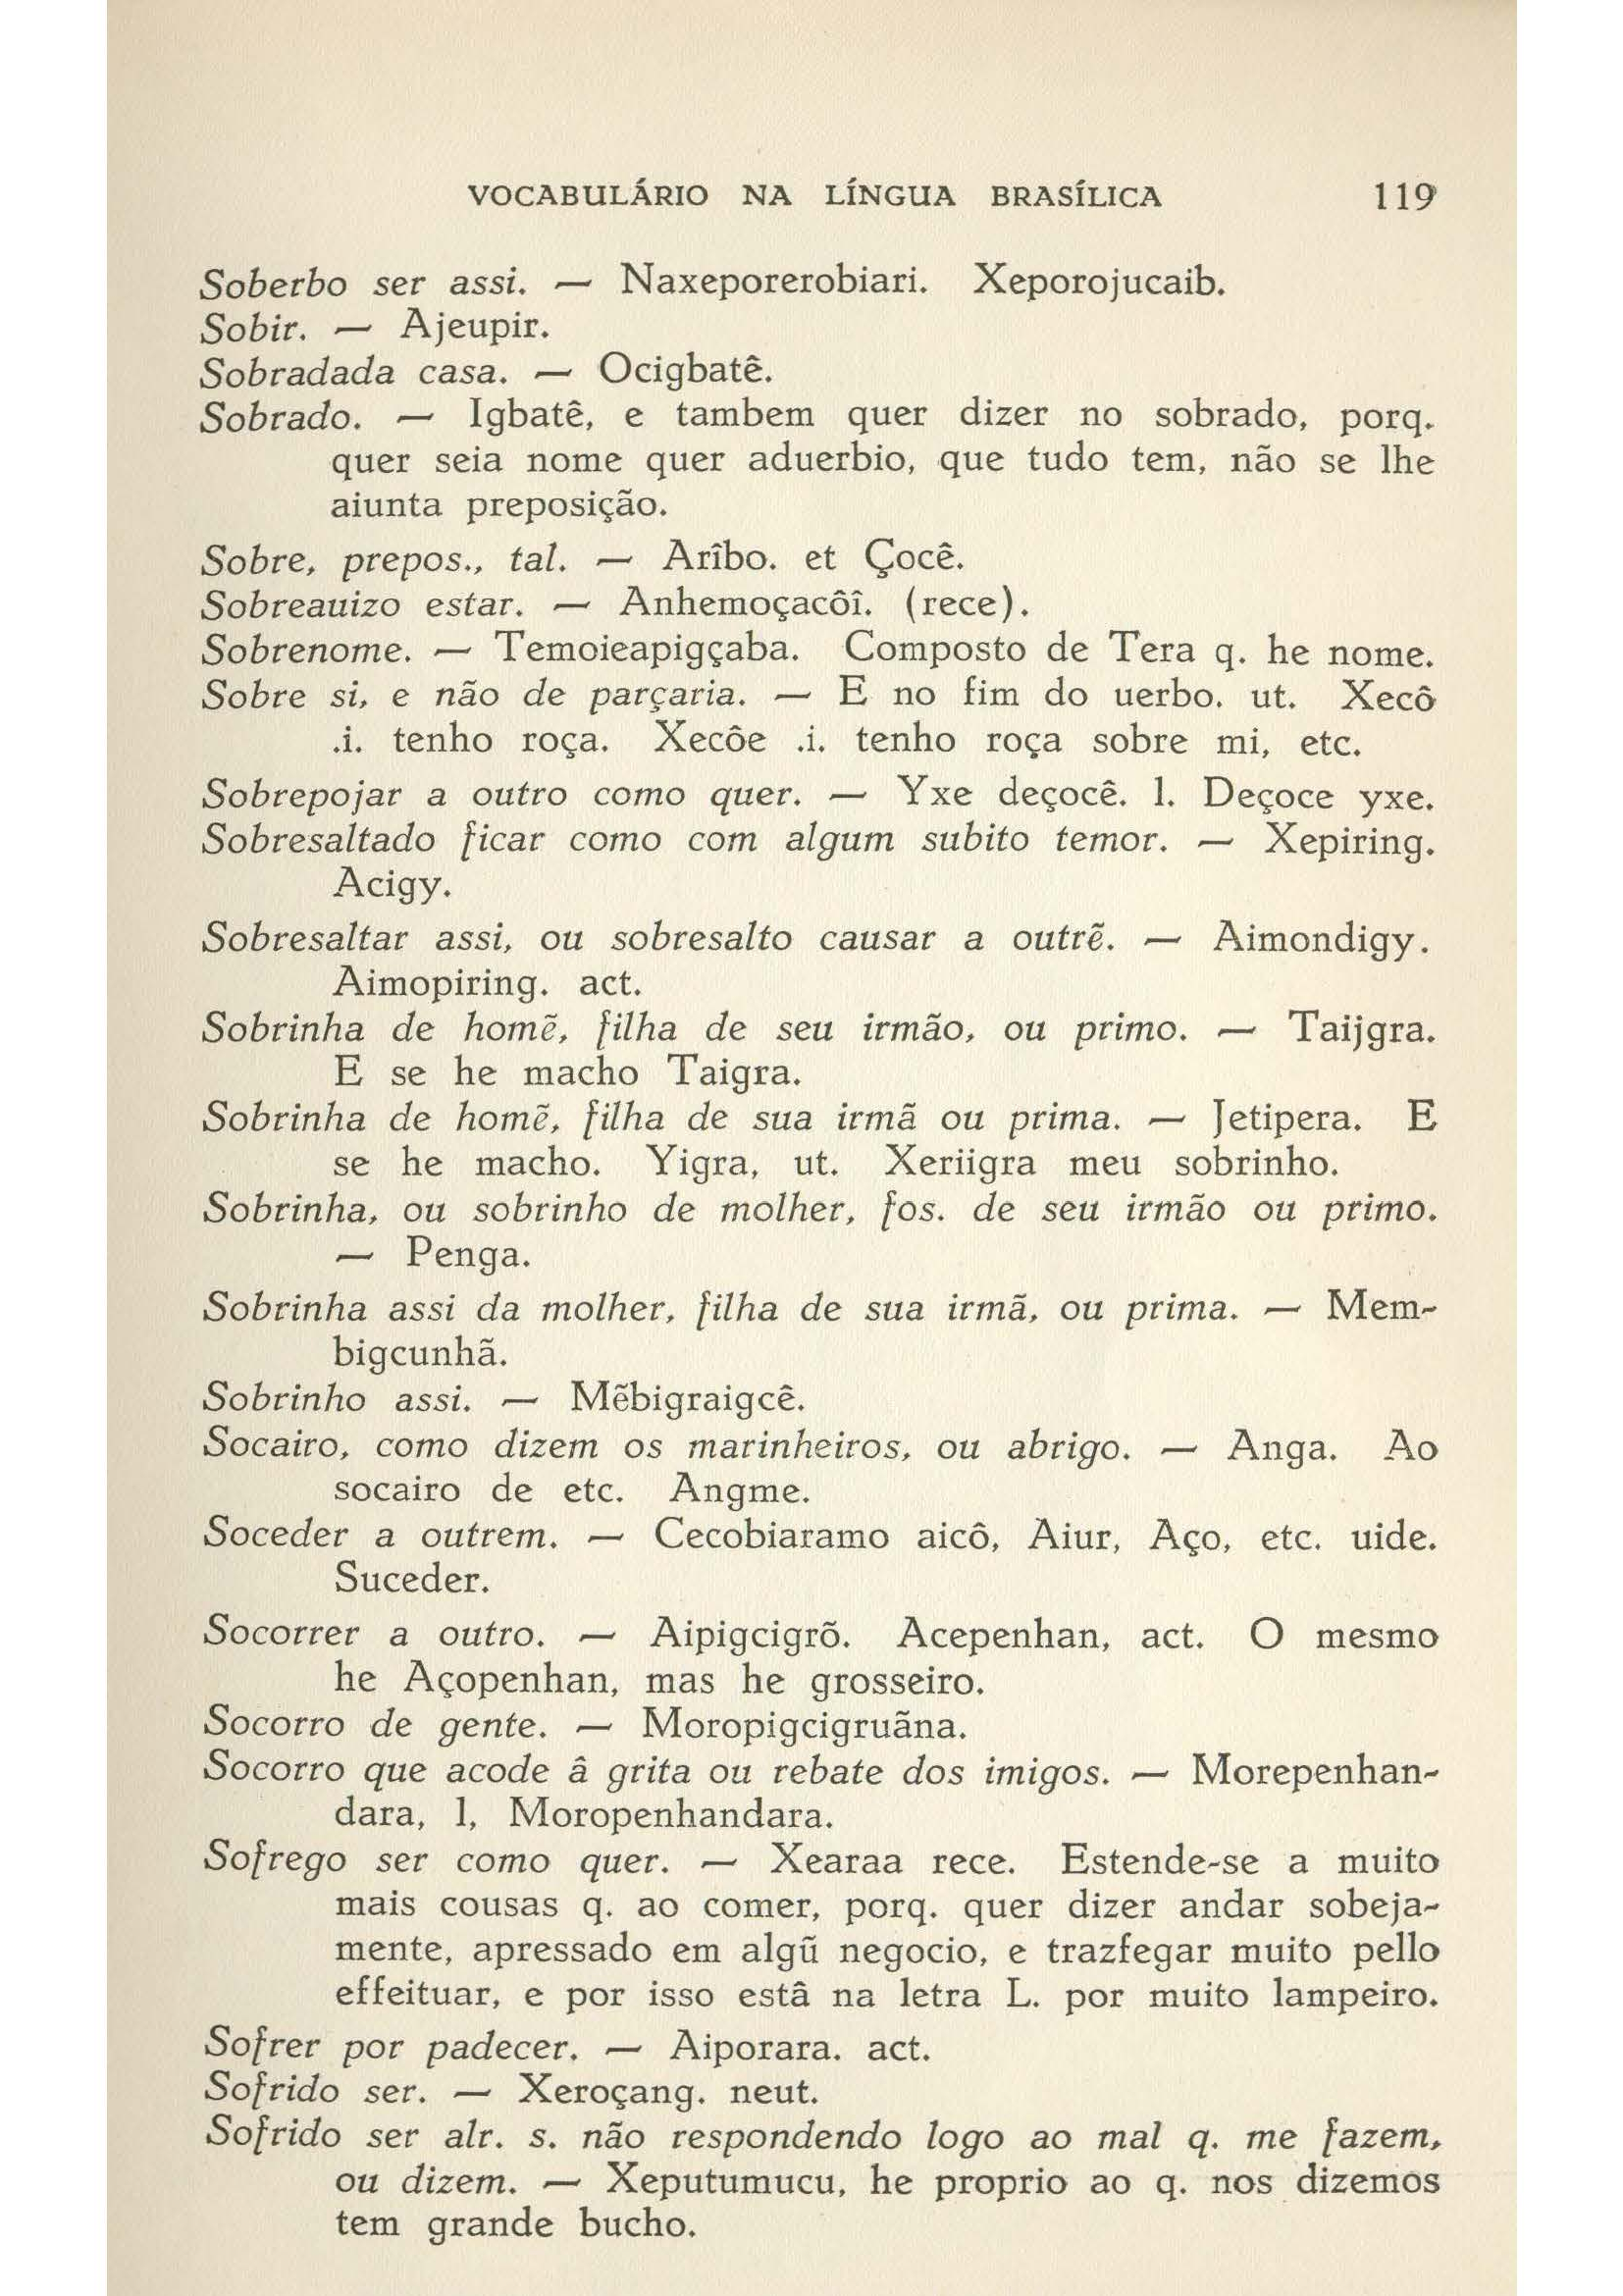 VOCABULÁRIO NA LÍNGUA BRASÍLICA 119
Soberbo ser assi. — Naxeporerobiari. Xeporojucaib.
Sobir. — Ajeupir.
Sobradada casa. — Ocigbatê.
Sobrado. — Igbatê, e tambem quer dizer no sobrado, porq.
quer seia nome quer aduerbio, que tudo tem, não se lhe
aiunta preposição.
Sobre, prepos., tal. — Arîbo. et Çocê.
Sobreauizo estar. — Anhemoçacôî. (rece).
Sobrenome. — Temoieapigçaba. Composto de Tera q. he nome.
Sobre si, e não de parçaria. — E no fim do uerbo. ut. Xecô
.i. tenho roça. Xecôe .i. tenho roça sobre mi, etc.
Sobrepojar a outro como quer. — Yxe deçocê. l. Deçoce yxe.
Sobresaltado ficar como com algum subito temor. — Xepiring.
Acigy.
Sobresaltar assi, ou sobresalto causar a outrẽ. — Aimondigy.
Aimopiring. act.
Sobrinha de homẽ, filha de seu irmão, ou primo. — Taijgra.
E se he macho Taigra.
Sobrinha de homẽ, filha de sua irmã ou prima. — Jetipera. E
se he macho. Yigra, ut. Xeriigra meu sobrinho.
Sobrinha, ou sobrinho de molher, fos. de seu irmão ou primo.
— Penga.
Sobrinha assi da molher, filha de sua irmã, ou prima. — Mem-
bigcunhã.
Sobrinho assi. — Mẽbigraigcê.
Socairo, como dizem os marinheiros, ou abrigo. — Anga. Ao
socairo de etc. Angme.
Soceder a outrem. — Cecobiaramo aicô, Aiur, Aço, etc. uide.
Suceder.
Socorrer a outro. — Aipigcigrõ. Acepenhan, act. O mesmo
he Açopenhan, mas he grosseiro.
Socorro de gente. — Moropigcigruãna.
Socorro que acode â grita ou rebate dos imigos. — Morepenhan-
dara, l, Moropenhandara.
Sofrego ser como quer. — Xearaa rece. Estende-se a muito
mais cousas q. ao comer, porq. quer dizer andar sobeja-
mente, apressado em algũ negocio, e trazfegar muito pello
effeituar, e por isso estâ na letra L. por muito lampeiro.
Sofrer por padecer. — Aiporara. act.
Sofrido ser. — Xeroçang. neut.
Sofrido ser alr. s. não respondendo logo ao mal q. me fazem,
ou dizem. — Xeputumucu, he proprio ao q. nos dizemos
tem grande bucho.